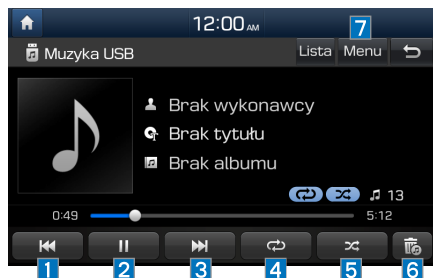 12:00 AM
7
Muzyka USB
Lista
Menu
Brak wykonawcy
Brak tytułu
Brak albumu
13
0:49
5:12
1
2
3
4
5
6